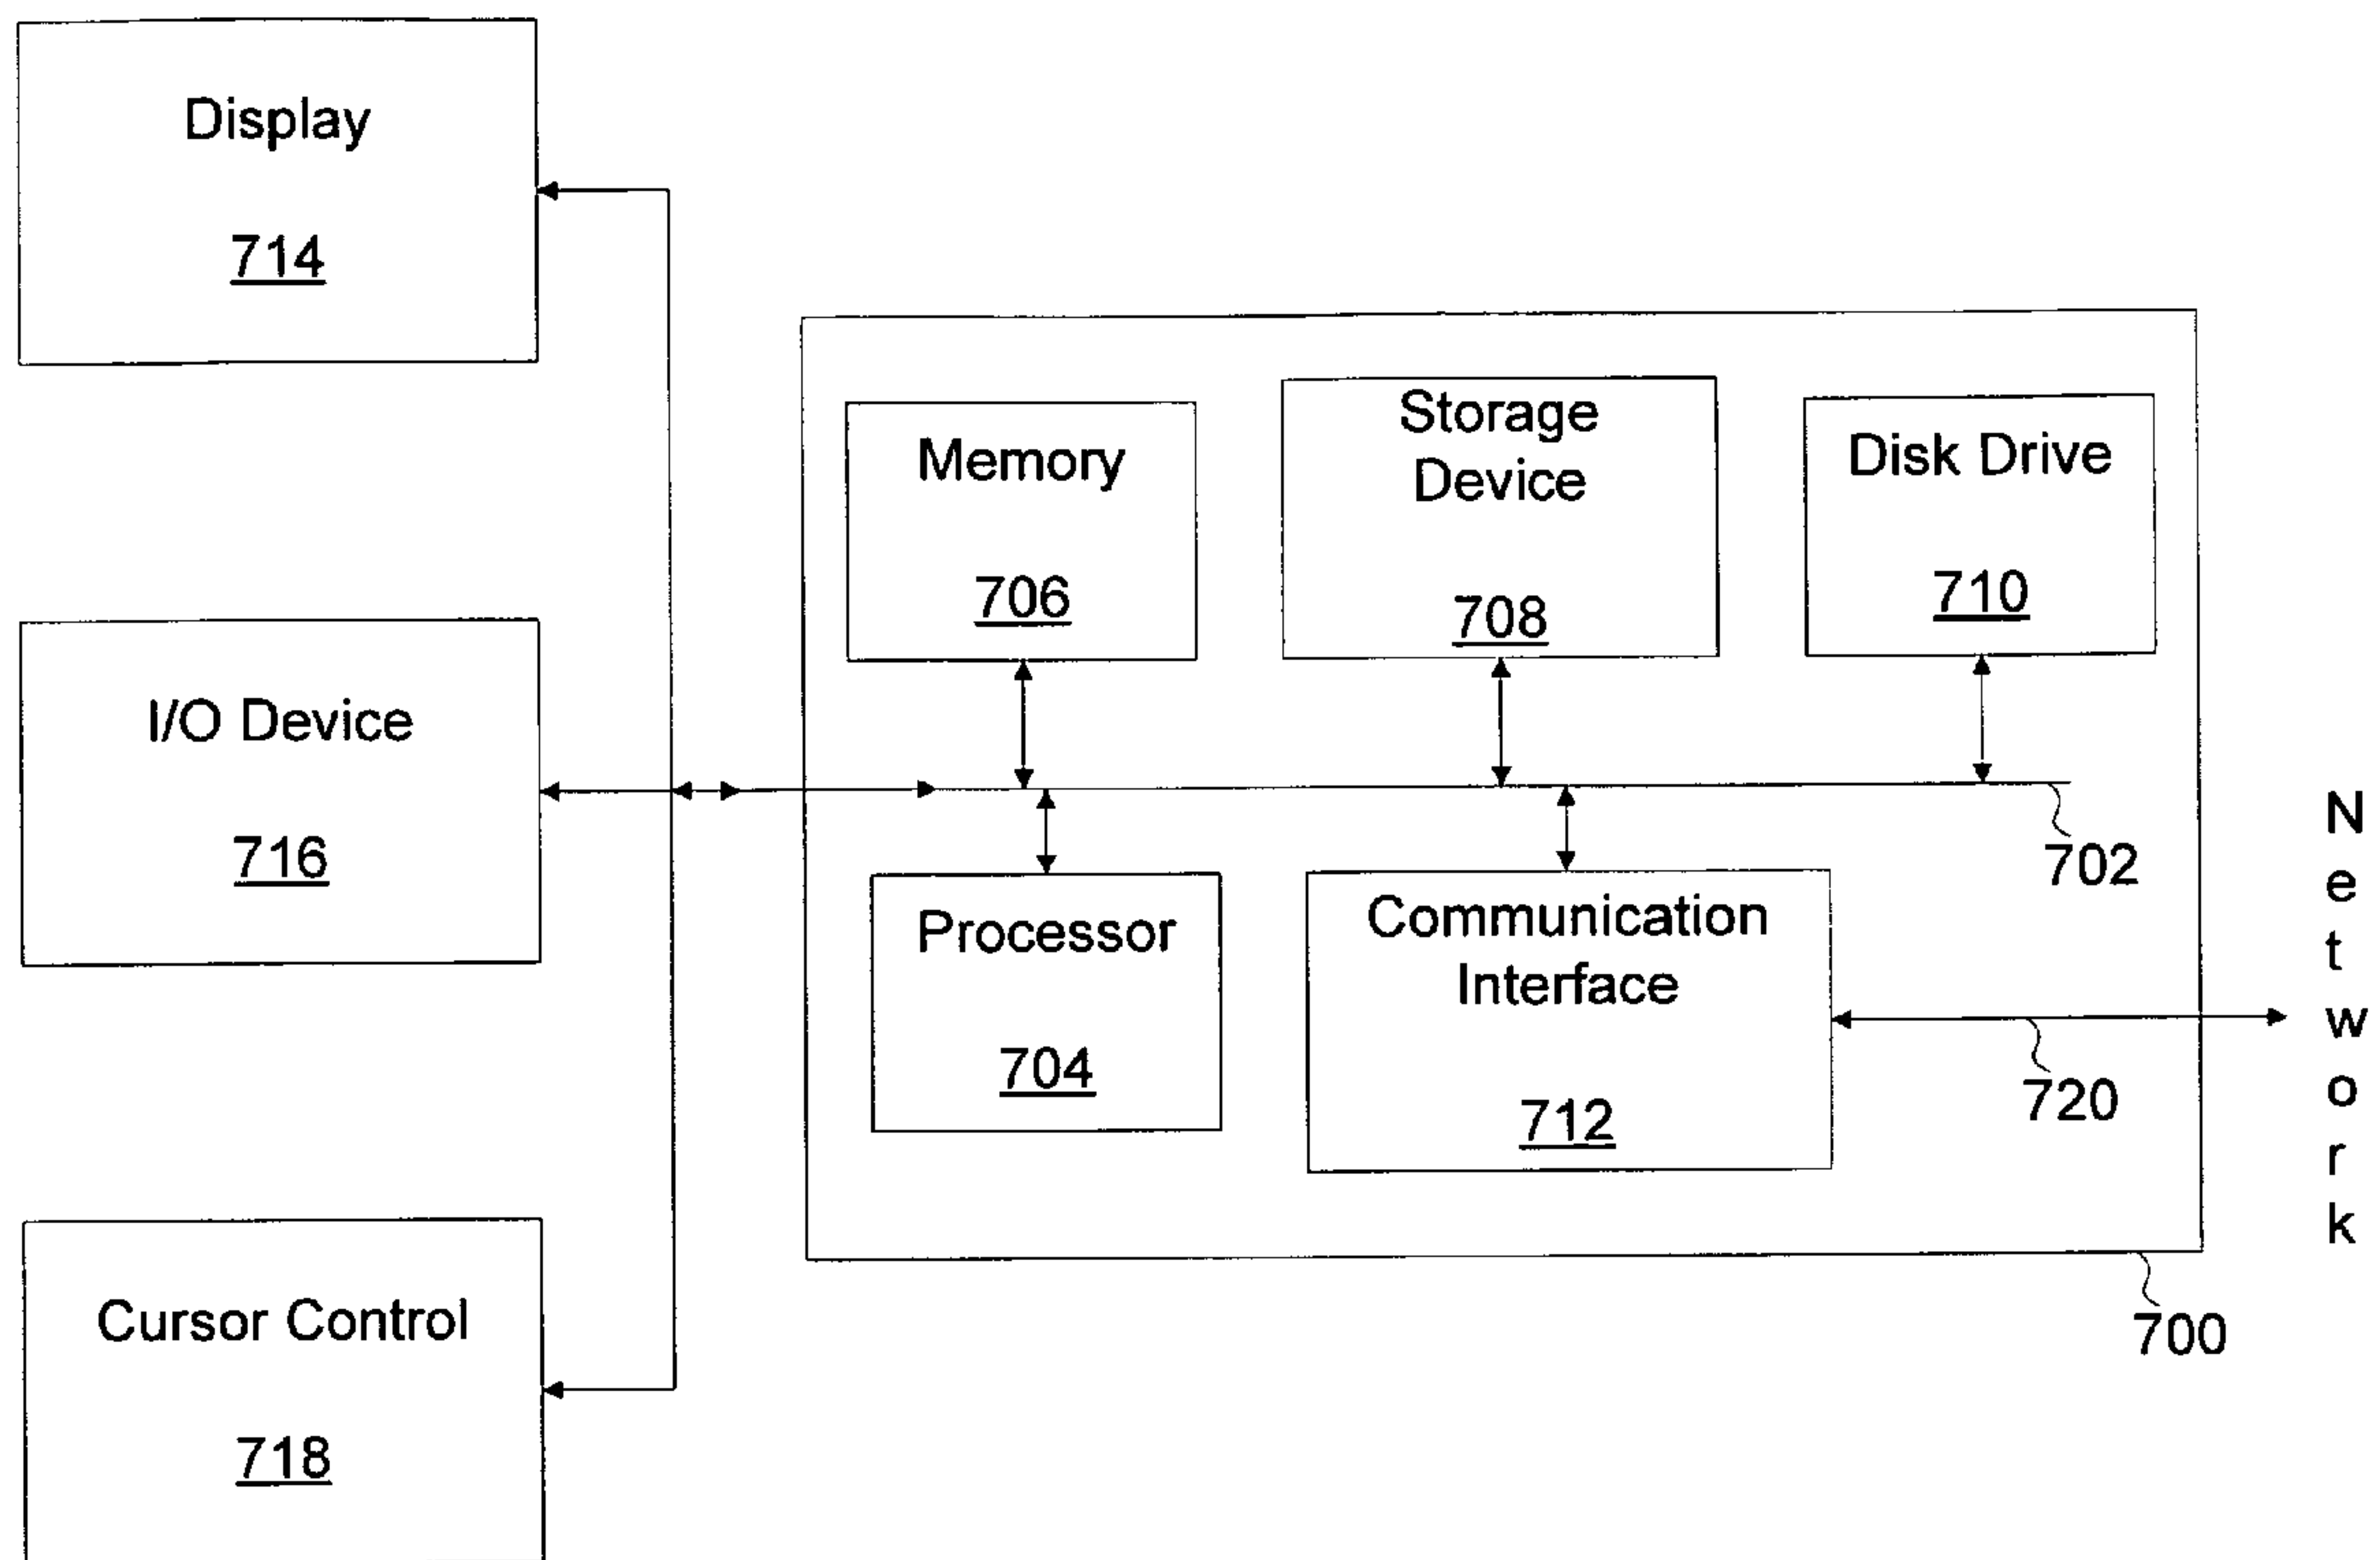 Display
714
I/O Device
716
Cursor Control
718
Memory
706
Storage
Device
708
Disk Drive
710
702
Processor
704
Communication
Interface
712
720
700
Network